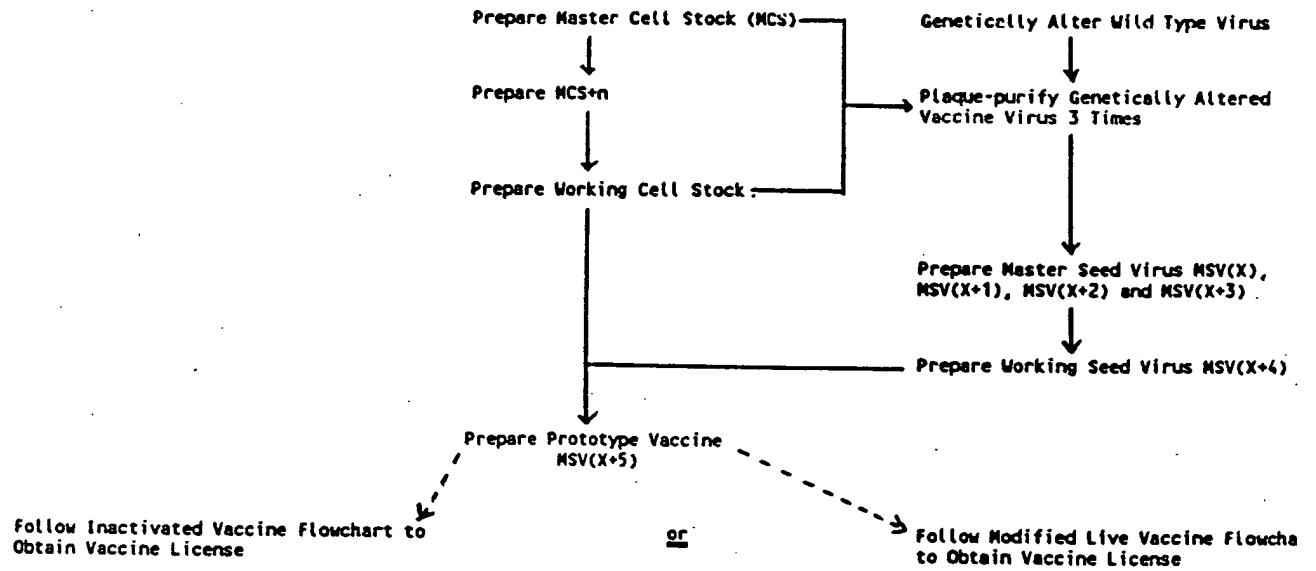 Prepare Master Cell Stock (MCS)
Genetically Alter Wild Type Virus
Prepare MCS+n
Plaque-purify Genetically Altered
Vaccine Virus 3 Times
Prepare Working Cell Stock
Prepare Master Seed Virus MSV(X),
MSV(X+1), MSV(X+2) and MSV(X+3)
Prepare Working Seed Virus MSV(X+4)
Prepare Prototype Vaccine
MSV(X+5)
Follow Inactivated Vaccine Flowchart to
Obtain Vaccine License
or
Follow Modified Live Vaccine Flowcha
to Obtain Vaccine License